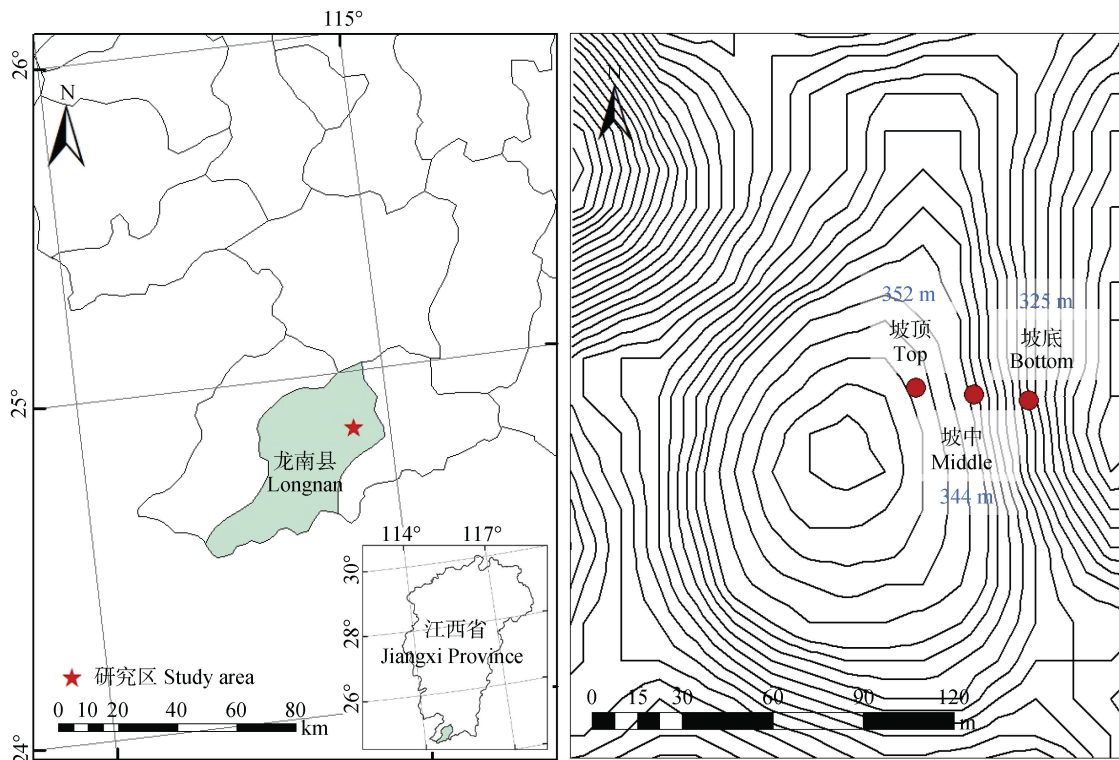 115°
26°
N
25°
龙南县
Longnan
114° 117°
30°
28°
26°
江西省
Jiangxi Province
研究区 Study area
0 10 20 40 60 80
km
24°
N
352 m
坡顶
Top
325 m
坡底
Bottom
坡中
Middle
344 m
0 15 30 60 90 120
m